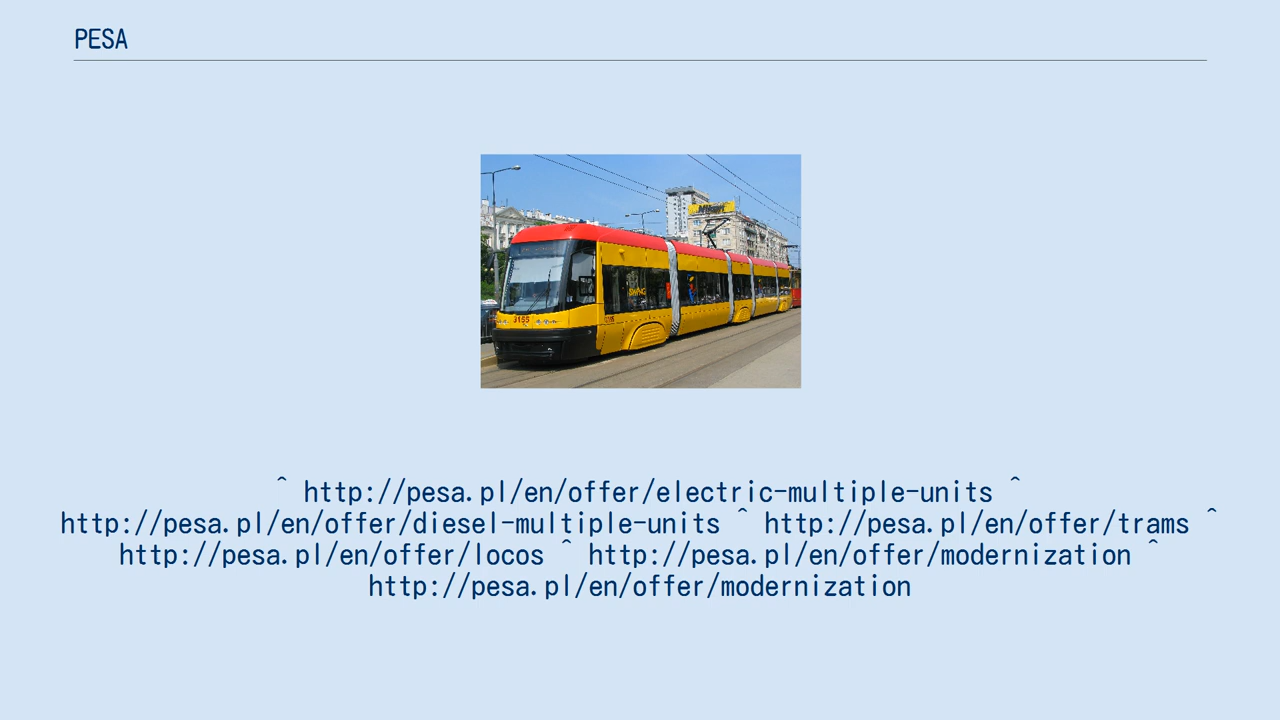 PESA
3155
^ http://pesa.pl/en/offer/electric-multiple-units ^
http://pesa.pl/en/offer/diesel-multiple-units ^ http://pesa.pl/en/offer/trams ^
http://pesa.pl/en/offer/locos ^ http://pesa.pl/en/offer/modernization ^
http://pesa.pl/en/offer/modernization